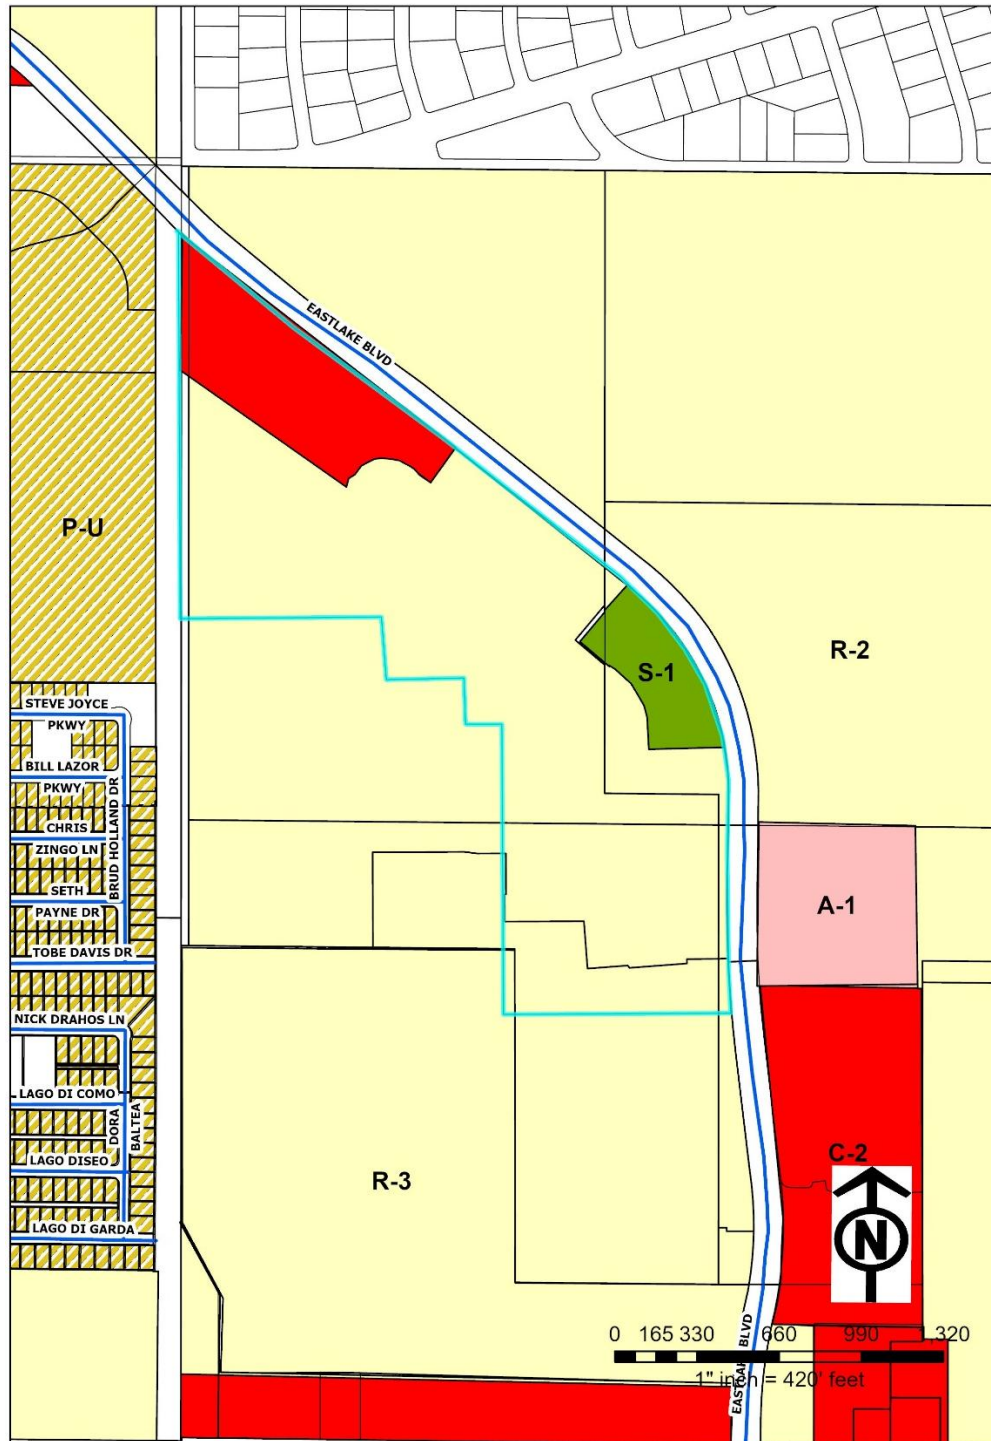 EASTLAKE BLVD
P-U
R-2
S-1
STEVE JOYCE
PKWY
BILL LAZOR
PKWY
CHRIS
ZINGO LN
SETH
PAYNE DR
BRUD HOLLAND DR
TOBE DAVIS DR
A-1
NICK DRAHOS LN
LAGO DI COMO
DORA
BALTEA
LAGO DISEO
LAGO DI GARDA
R-3
C-2
N
0 165 330 660 990 1,320
1" inch = 420' feet
EASTLAKE BLVD